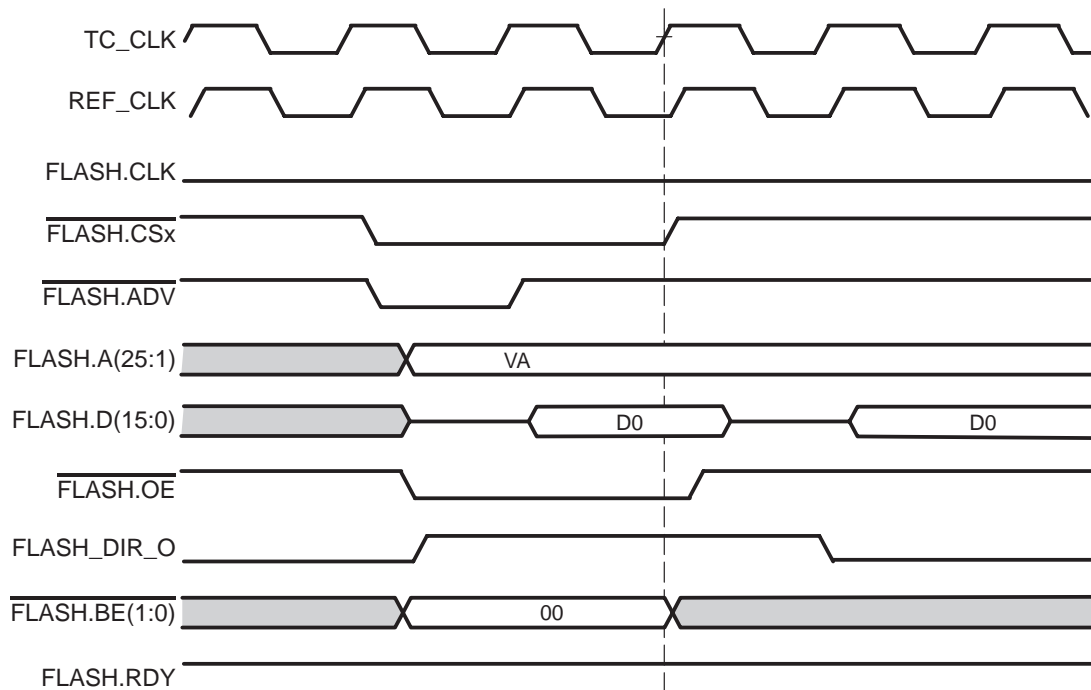 TC_CLK
REF_CLK
FLASH.CLK
FLASH.CSx
FLASH.ADV
FLASH.A(25:1) VA
FLASH.D(15:0) D0 D0
FLASH.OE
FLASH_DIR_O
FLASH.BE(1:0) 00
FLASH.RDY